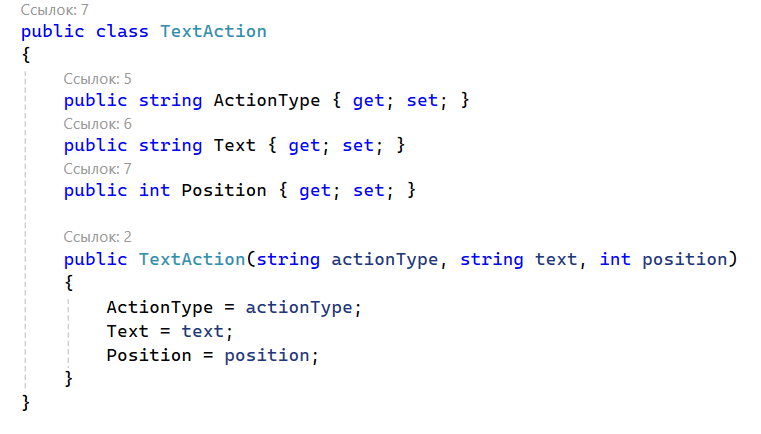 Ссылок: 7
public class TextAction
{
Ссылок: 5
public string ActionType { get; set; }
Ссылок: 6
public string Text { get; set; }
Ссылок: 7
public int Position { get; set; }
Ссылок: 2
public TextAction(string actionType, string text, int position)
{
ActionType = actionType;
Text = text;
Position = position;
}
}